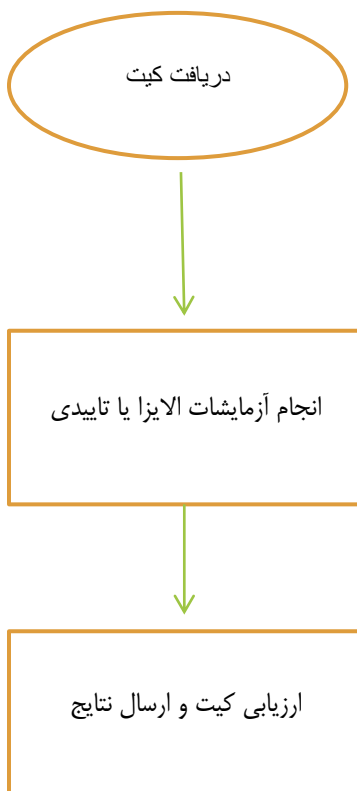 دریافت کیت
انجام آزمایشات الایزا یا تاییدی
ارزیابی کیت و ارسال نتایج